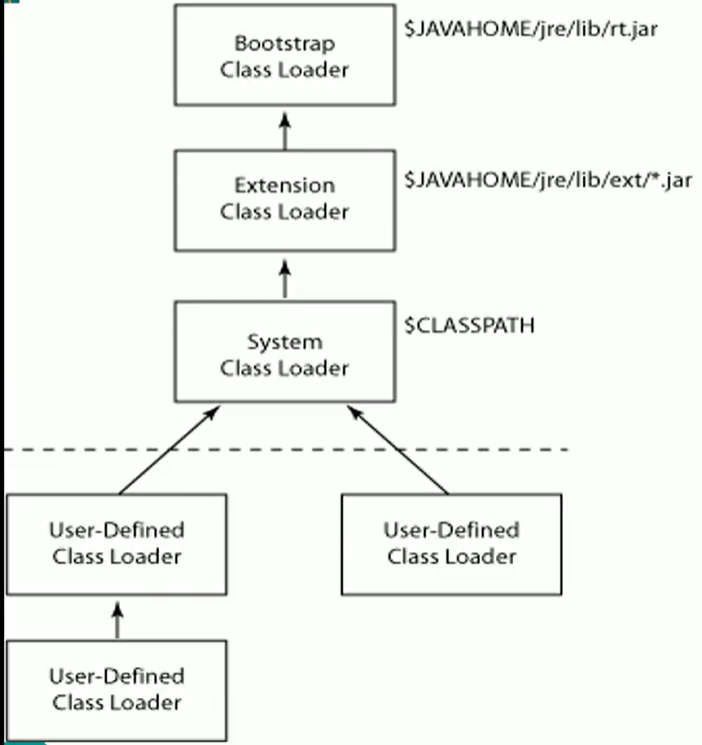 Bootstrap
Class Loader
$JAVAHOME/jre/lib/rt.jar
Extension
Class Loader
$JAVAHOME/jre/lib/ext/*.jar
System
Class Loader
$CLASSPATH
User-Defined
Class Loader
User-Defined
Class Loader
User-Defined
Class Loader